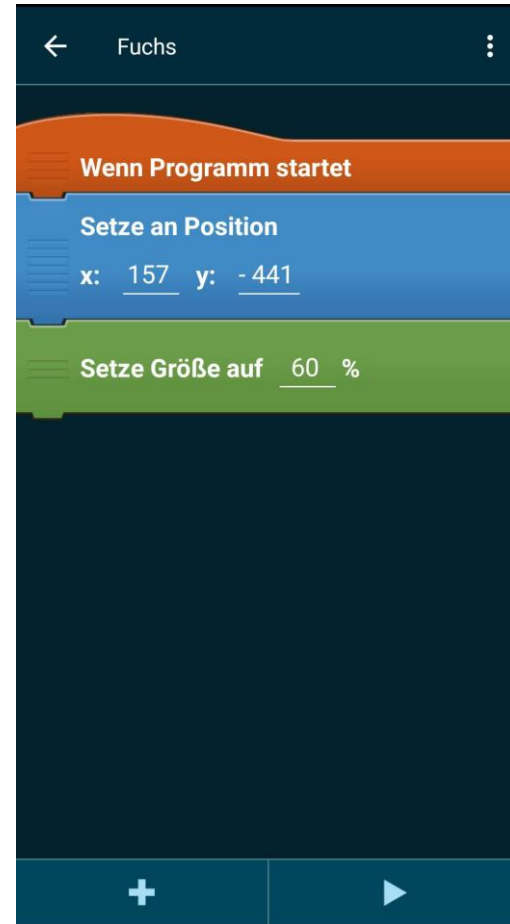 Fuchs
Wenn Programm startet
Setze an Position
x: 157 y: - 441
Setze Größe auf 60 %